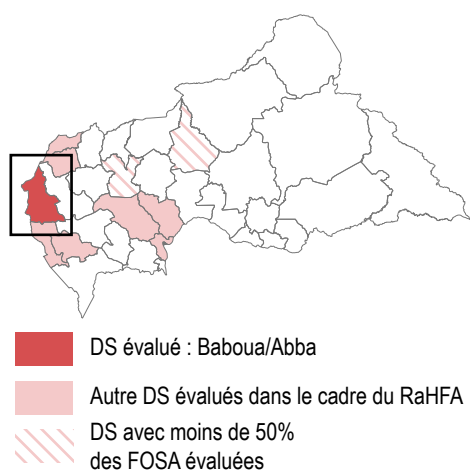 DS évalué : Baboua/Abba
Autre DS évalués dans le cadre du RaHFA
DS avec moins de 50%
des FOSA évaluées